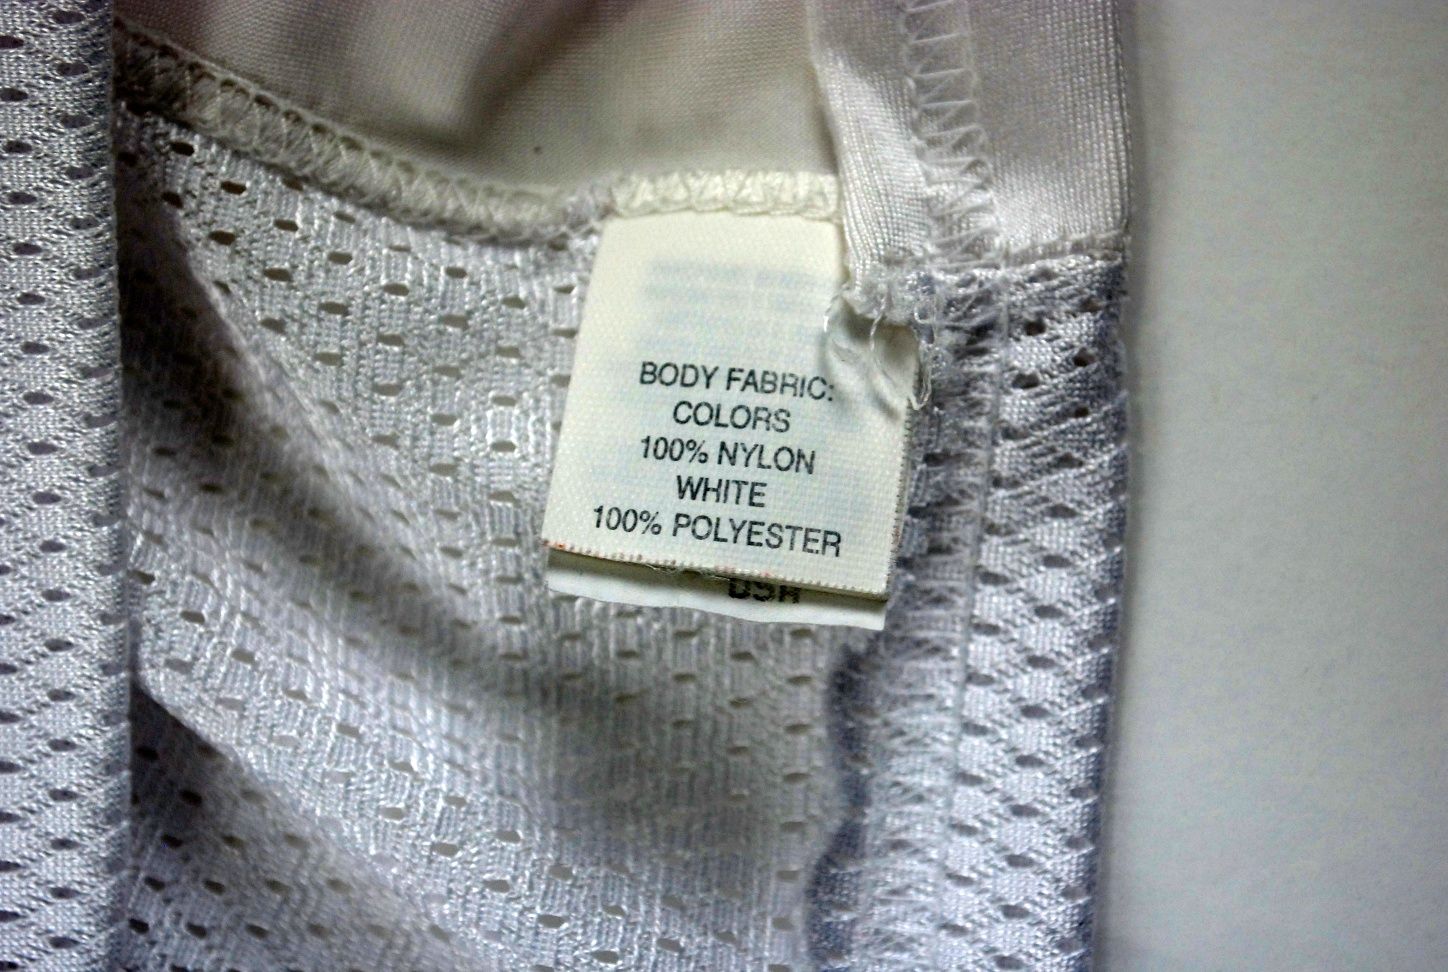 BODY FABRIC:
COLORS
100% NYLON
WHITE
100% POLYESTER